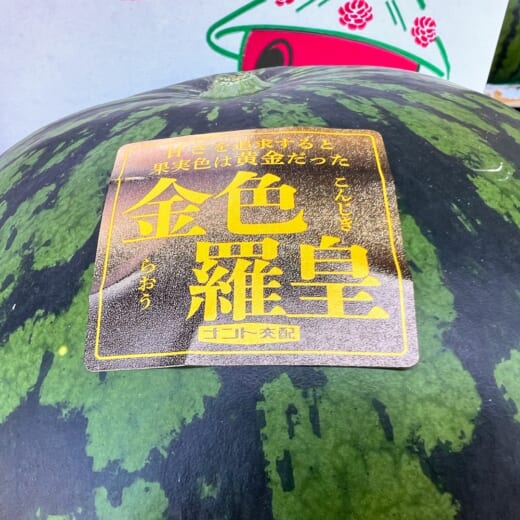 甘さを追求すると
果実色は黄金だった
金色
こんじき
羅皇
らおう
ナント交配